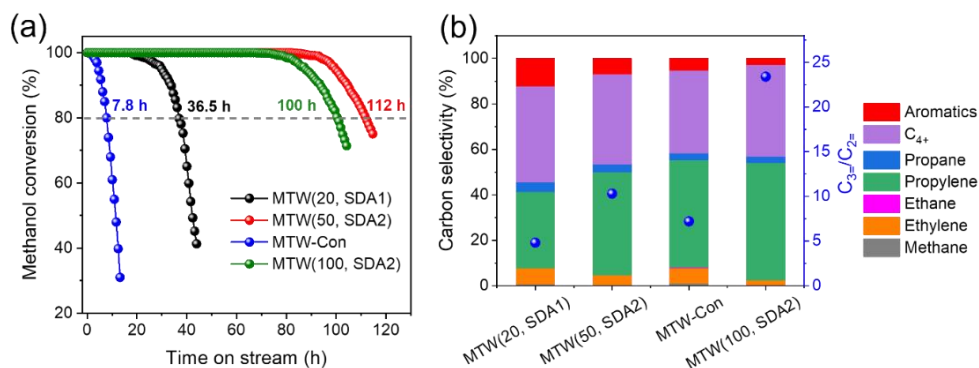 (a)
Methanol conversion (%)
100
80
60
40
20
7.8 h
36.5 h
100 h
112 h
MTW(20, SDA1)
MTW(50, SDA2)
MTW-Con
MTW(100, SDA2)
0 20 40 60 80 100 120
Time on stream (h)
(b)
Carbon selectivity (%)
100
80
60
40
20
0
MTW(20, SDA1)
MTW(50, SDA2)
MTW-Con
MTW(100, SDA2)
25
20
15
10
5
0
C3=/C2=
Aromatics
C4+
Propane
Propylene
Ethane
Ethylene
Methane